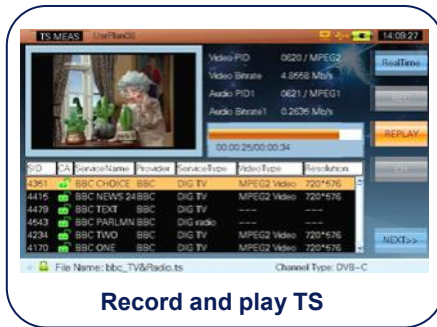 TS MEAS UsrPlan08 14:09:27
Video PID 0620 / MPEG2
Video Bitrate 4.8568 Mb/s
Audio PID1 0621 / MPEG1
Audio Bitrate1 0.2635 Mb/s
00:00:25/00:00:34
RealTime
REPLAY
SID CA ServiceName Provider ServiceType VideoType Resolution
4351 BBC CHOICE BBC DIG TV MPEG2 Video 720*576
4415 BBC NEWS 24 BBC DIG TV MPEG2 Video 720*576
4479 BBC TEXT BBC DIG TV --- ---
4543 BBC PARLMN BBC DIG radio --- ---
4234 BBC TWO BBC DIG TV MPEG2 Video 720*576
4170 BBC ONE BBC DIG TV MPEG2 Video 720*576
NEXT>>
File Name: bbc_TV&Radio.ts Channel Type: DVB-C
Record and play TS